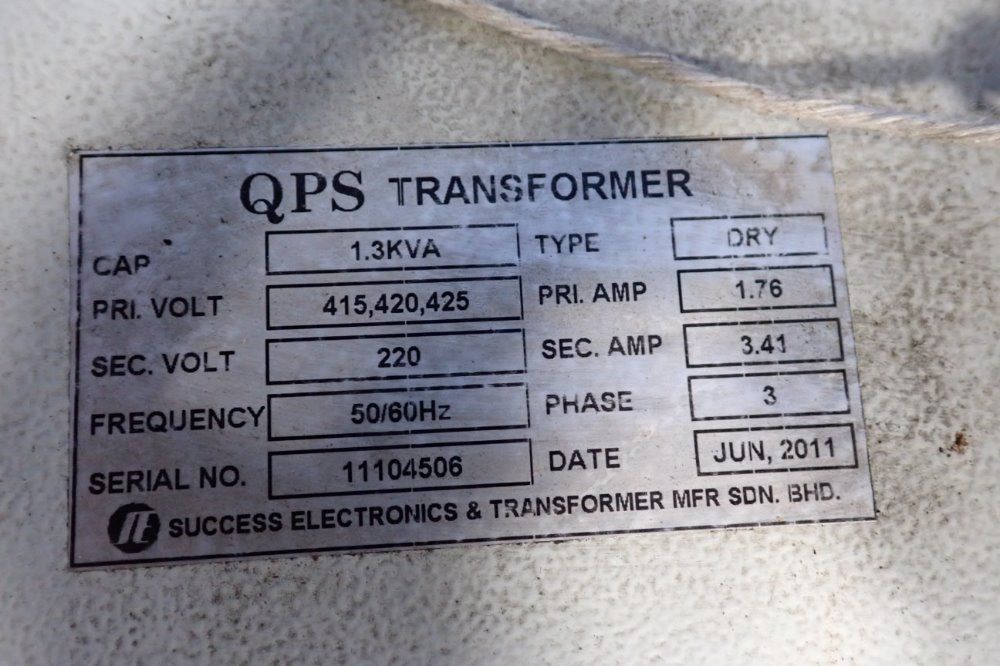 QPS TRANSFORMER
CAP 1.3KVA TYPE DRY
PRI. VOLT 415,420,425 PRI. AMP 1.76
SEC. VOLT 220 SEC. AMP 3.41
FREQUENCY 50/60Hz PHASE 3
SERIAL NO. 11104506 DATE JUN, 2011
SUCCESS ELECTRONICS & TRANSFORMER MFR SDN. BHD.